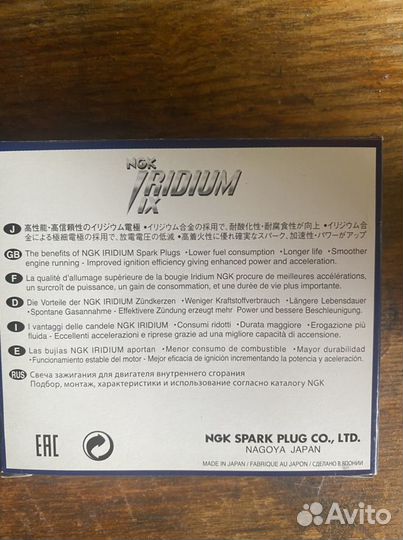 NGK
IRIDIUM
IX
J 高性能・高信頼性のイリジウム電極 •イリジウム合金の採用で、耐酸化性・耐腐食性が向上 •イリジウム合
金による極細電極の採用で、放電電圧の低減 •高着火性に優れ確実なスパーク、加速性・パワーがアップ
GB The benefits of NGK IRIDIUM Spark Plugs •Lower fuel consumption •Longer life •Smoother
engine running - Improved ignition efficiency giving enhanced power and acceleration.
F La qualité d'allumage supérieure de la bougie Iridium NGK procure de meilleures accélérations,
un surcroît de puissance, un gain de consommation, et une durée de vie plus importante.
D Die Vorteile der NGK IRIDIUM Zündkerzen •Weniger Kraftstoffverbrauch •Längere Lebensdauer
•Spontane Gasannahme - Effektivere Zündung erzeugt mehr Power und bessere Beschleunigung.
I I vantaggi delle candele NGK IRIDIUM •Consumi ridotti •Durata maggiore •Erogazione più
fluida - Eccellenti accelerazioni e riprese grazie ad una migliore capacità di accensione.
E Las bujías NGK IRIDIUM aportan •Menor consumo de combustible •Mayor durabilidad
•Funcionamiento estable del motor - Mejor eficacia de ignición incrementando la potencia y aceleración.
RUS Свеча зажигания для двигателя внутреннего сгорания
Подбор, монтаж, характеристики и использование согласно каталогу NGK
EAC
NGK SPARK PLUG CO., LTD.
NAGOYA JAPAN
MADE IN JAPAN / FABRIQUE AU JAPON / СДЕЛАНО В ЯПОНИИ
Avito